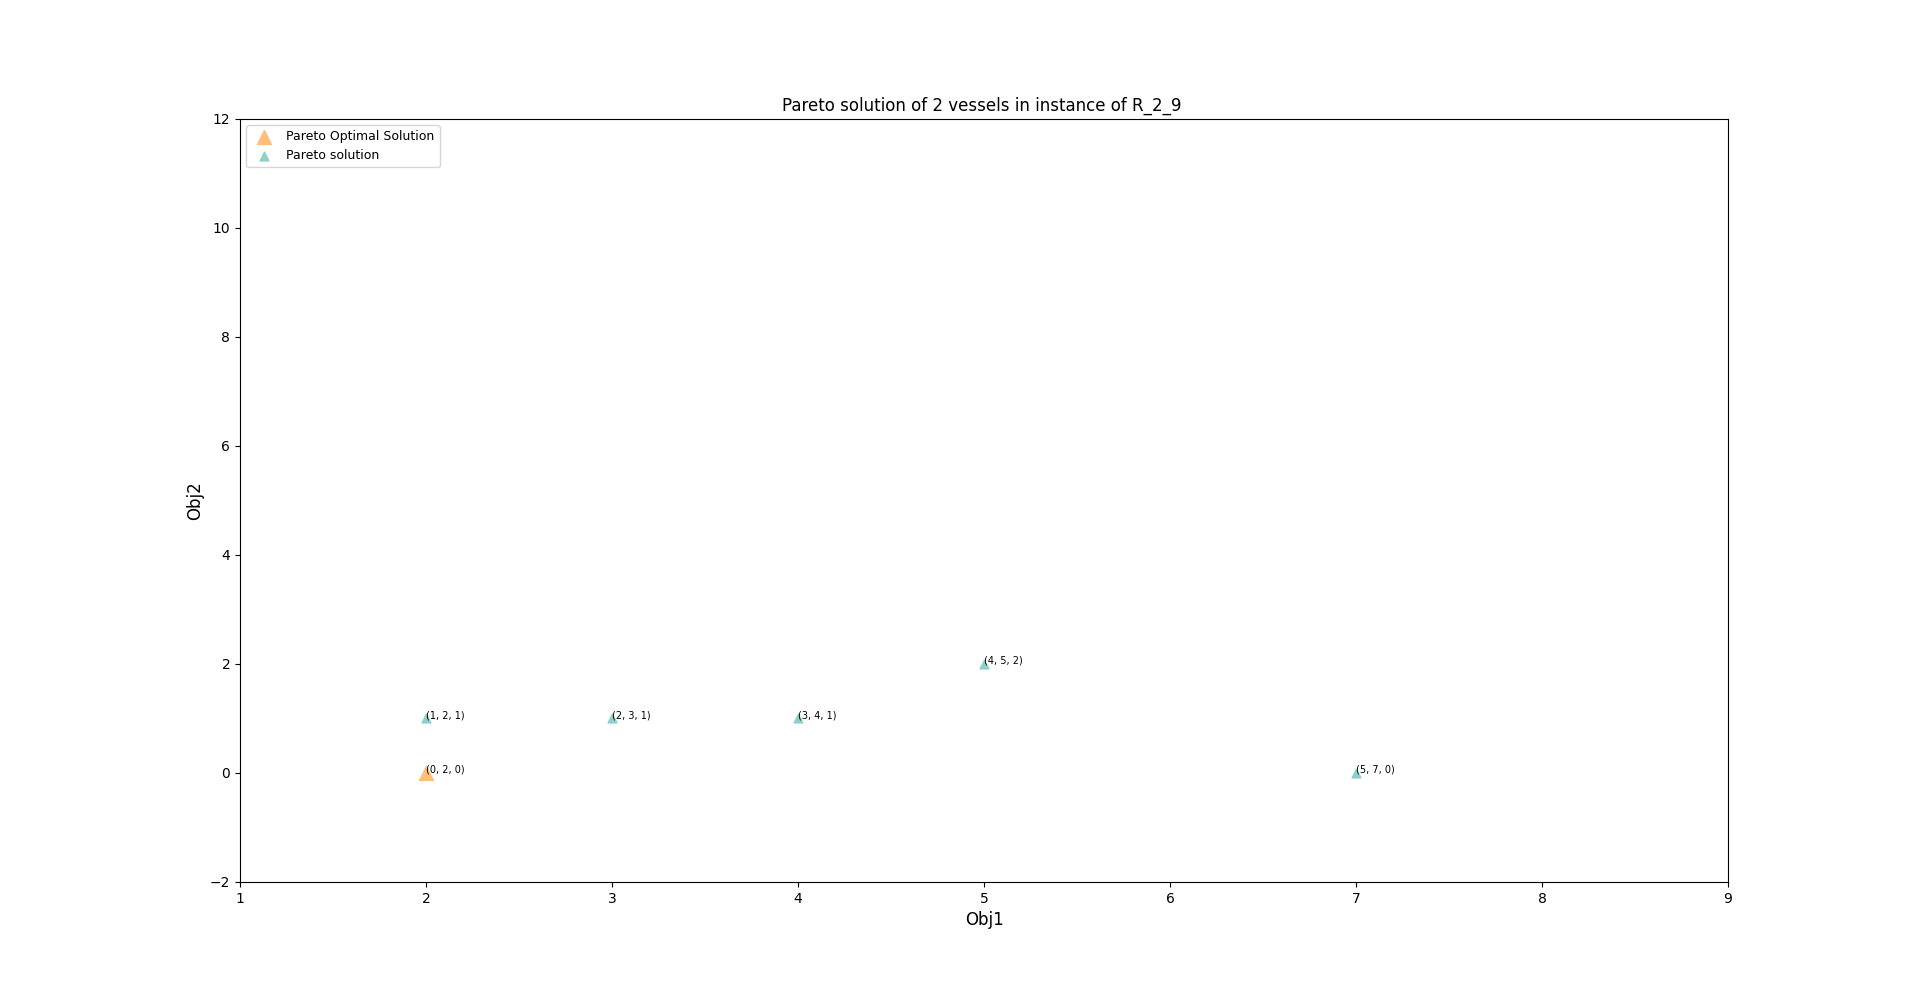 Pareto solution of 2 vessels in instance of R_2_9
Pareto Optimal Solution
Pareto solution
12
10
8
6
4
2
0
−2
Obj2
(4, 5, 2)
(1, 2, 1)
(2, 3, 1)
(3, 4, 1)
(0, 2, 0)
(5, 7, 0)
1 2 3 4 5 6 7 8 9
Obj1